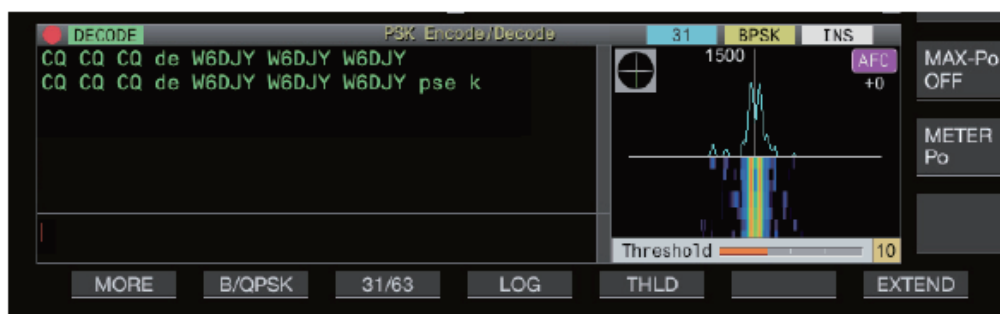 DECODE PSK Encode/Decode 31 BPSK INS
CQ CQ CQ de W6DJY W6DJY W6DJY
CQ CQ CQ de W6DJY W6DJY W6DJY pse k
1500
AFC
+0
Threshold 10
MAX-Po
OFF
METER
Po
MORE B/QPSK 31/63 LOG THLD EXTEND